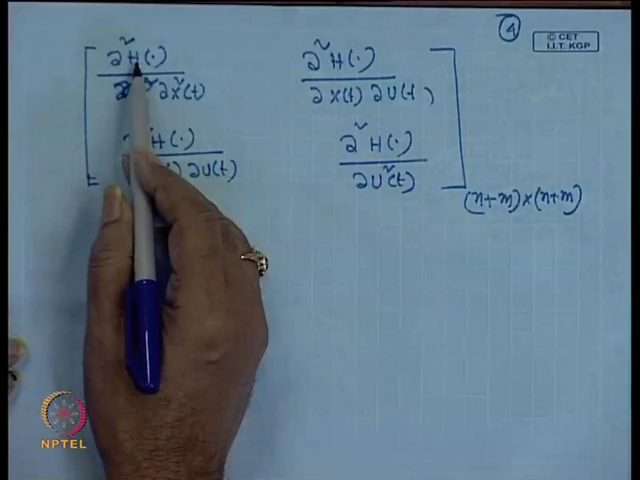 ④
© CET
I.I.T. KGP
∂²H(·) ∂²H(·)
∂x²(t) ∂x(t) ∂u(t)
H(·) ∂²H(·)
∂u(t) ∂u²(t)
(n+m)×(n+m)
NPTEL